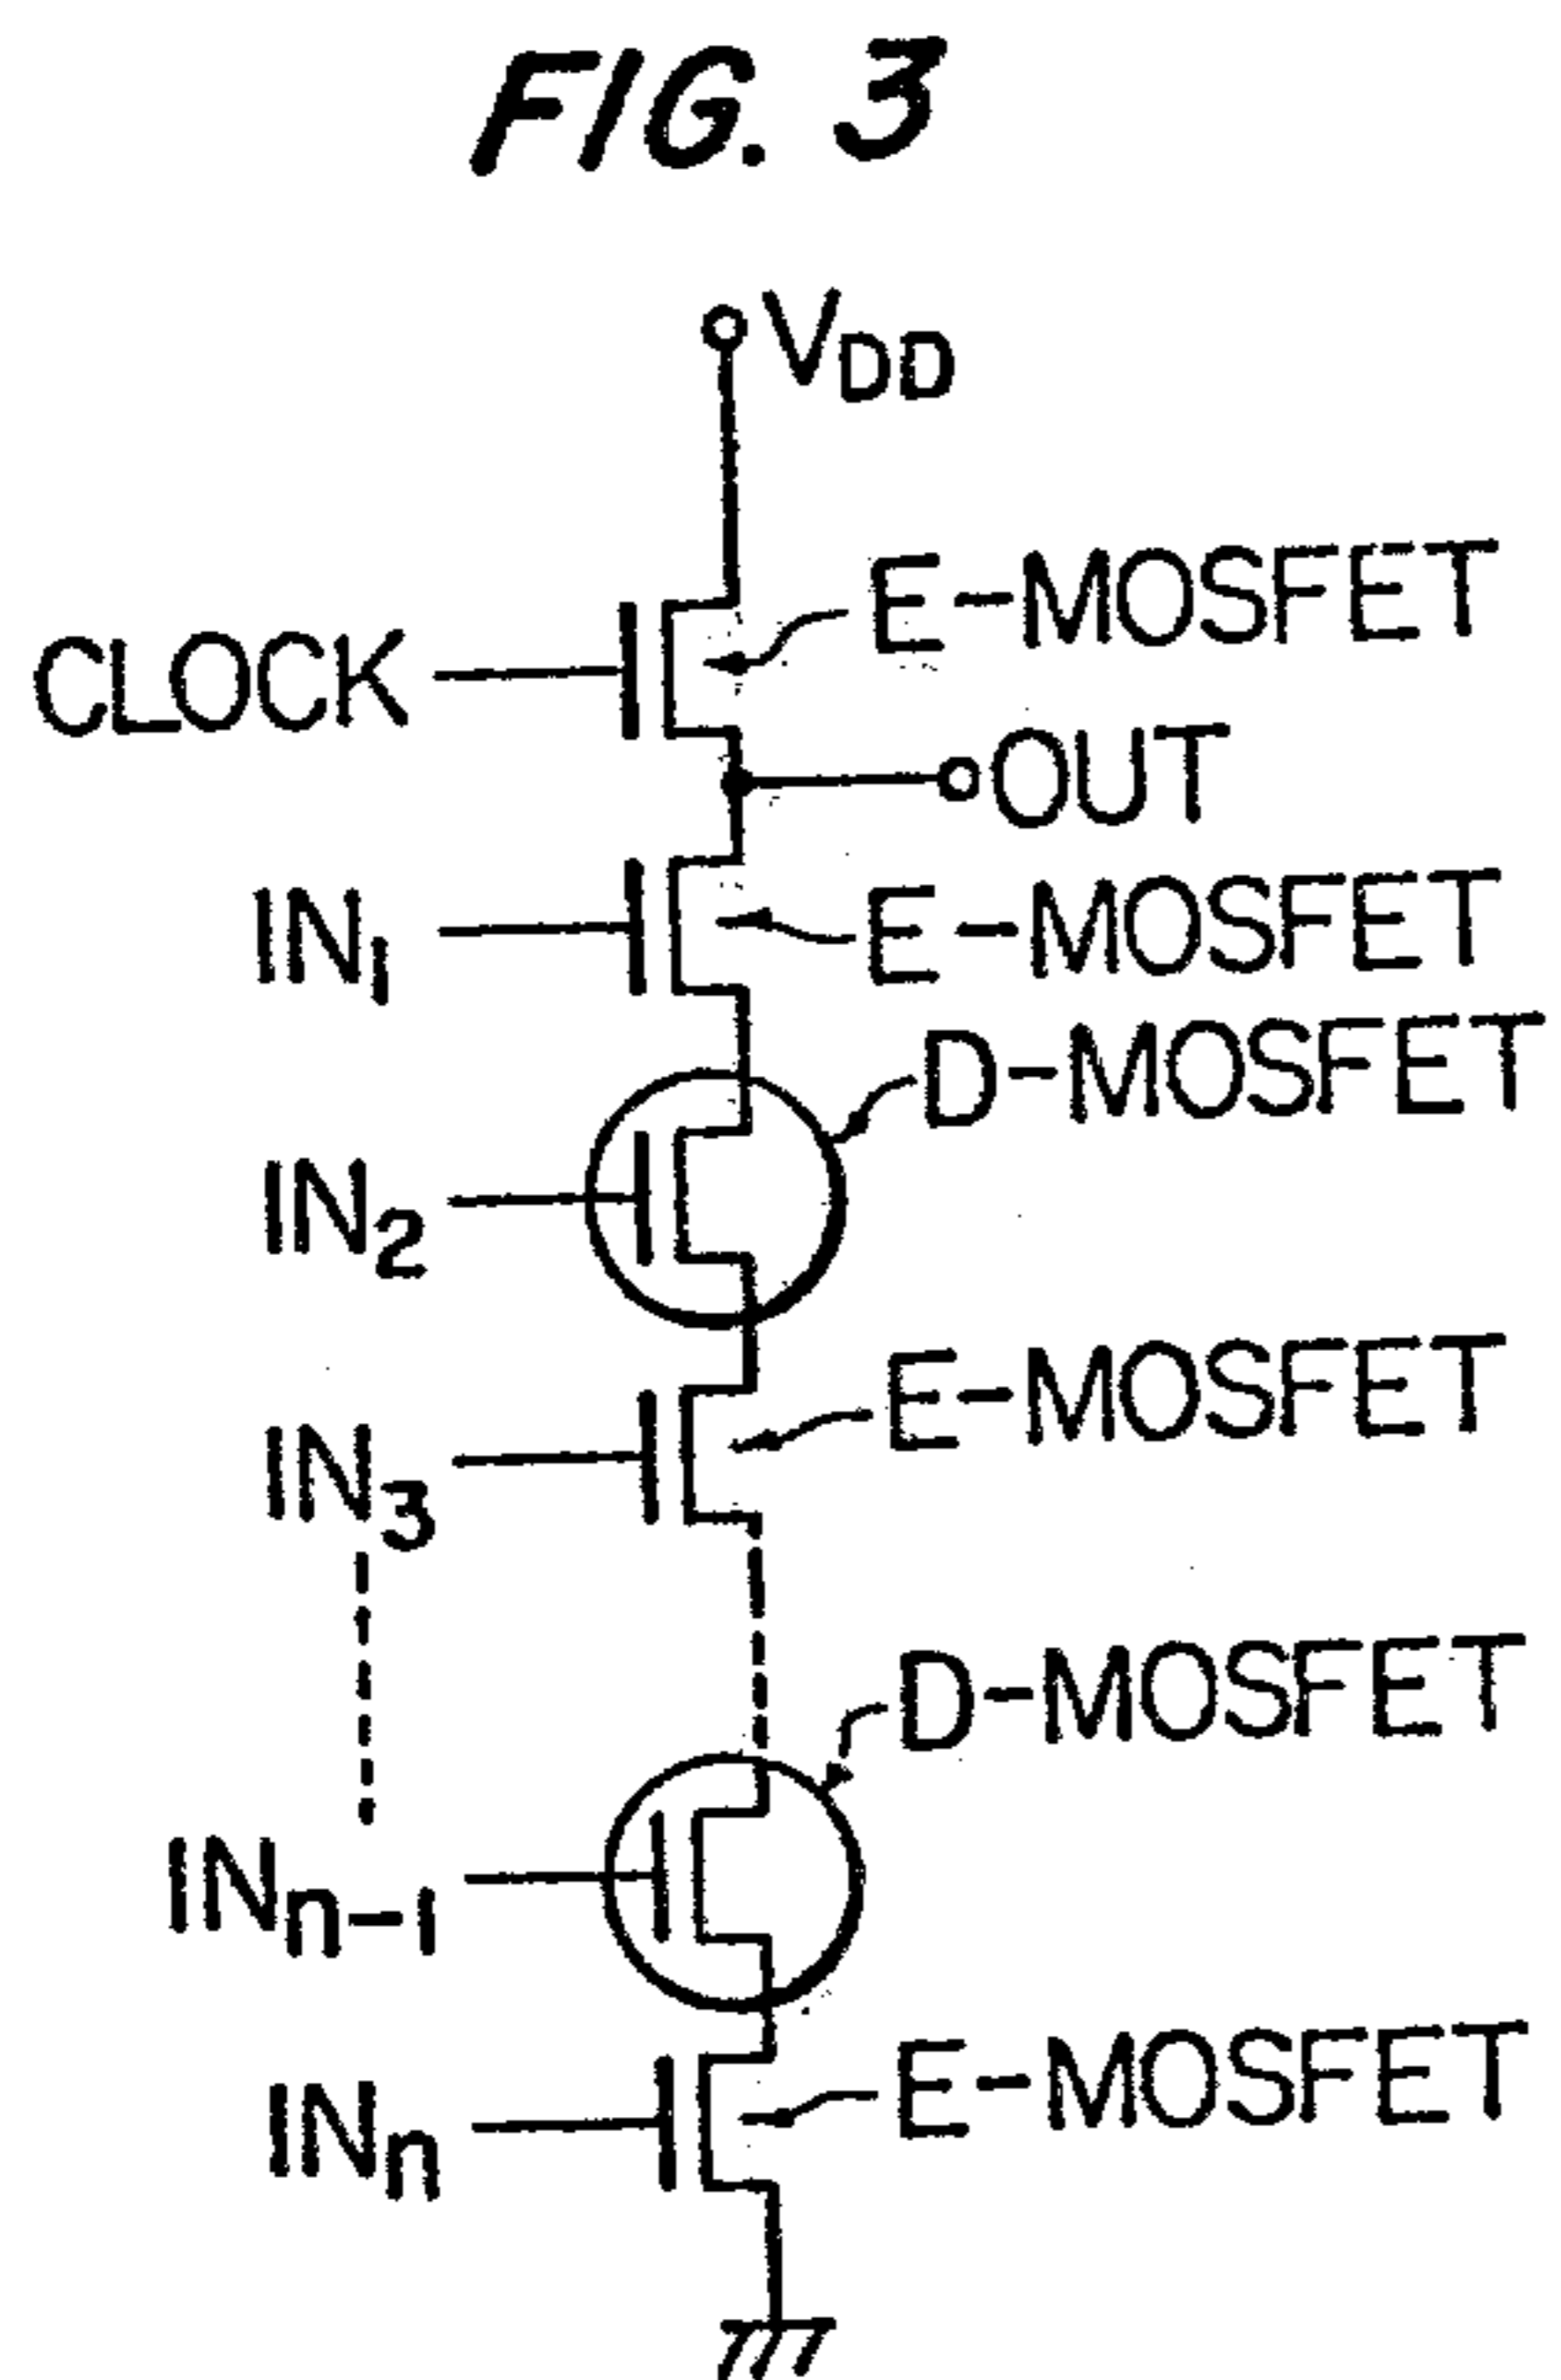 FIG. 3
VDD
E-MOSFET
CLOCK
OUT
IN1
E-MOSFET
D-MOSFET
IN2
E-MOSFET
IN3
D-MOSFET
INn-1
E-MOSFET
INn